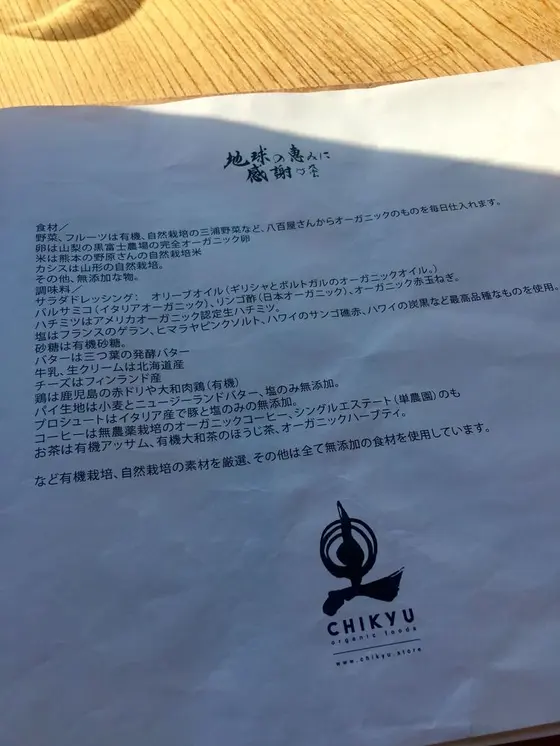 地球の恵みに
感謝♡
食材／
野菜、フルーツは有機、自然栽培の三浦野菜など、八百屋さんからオーガニックのものを毎日仕入れます。
卵は山梨の黒富士農場の完全オーガニック卵
米は熊本の野原さんの自然栽培米
カシスは山形の自然栽培。
その他、無添加な物。
調味料／
サラダドレッシング： オリーブオイル（ギリシャとポルトガルのオーガニックオイル。）
バルサミコ（イタリアオーガニック）、リンゴ酢（日本オーガニック）、オーガニック赤玉ねぎ。
ハチミツはアメリカオーガニック認定生ハチミツ。
塩はフランスのゲラン、ヒマラヤピンクソルト、ハワイのサンゴ礁赤、ハワイの炭黒など最高品種なものを使用。
砂糖は有機砂糖。
バターは三つ葉の発酵バター
牛乳、生クリームは北海道産
チーズはフィンランド産
鶏は鹿児島の赤ドリや大和肉鶏（有機）
パイ生地は小麦とニュージーランドバター、塩のみ無添加。
プロシュートはイタリア産で豚と塩のみの無添加。
コーヒーは無農薬栽培のオーガニックコーヒー、シングルエステート（単農園）のも
お茶は有機アッサム、有機大和茶のほうじ茶、オーガニックハーブティ。
など有機栽培、自然栽培の素材を厳選、その他は全て無添加の食材を使用しています。
CHIKYU
organic foods
www.chikyu.store